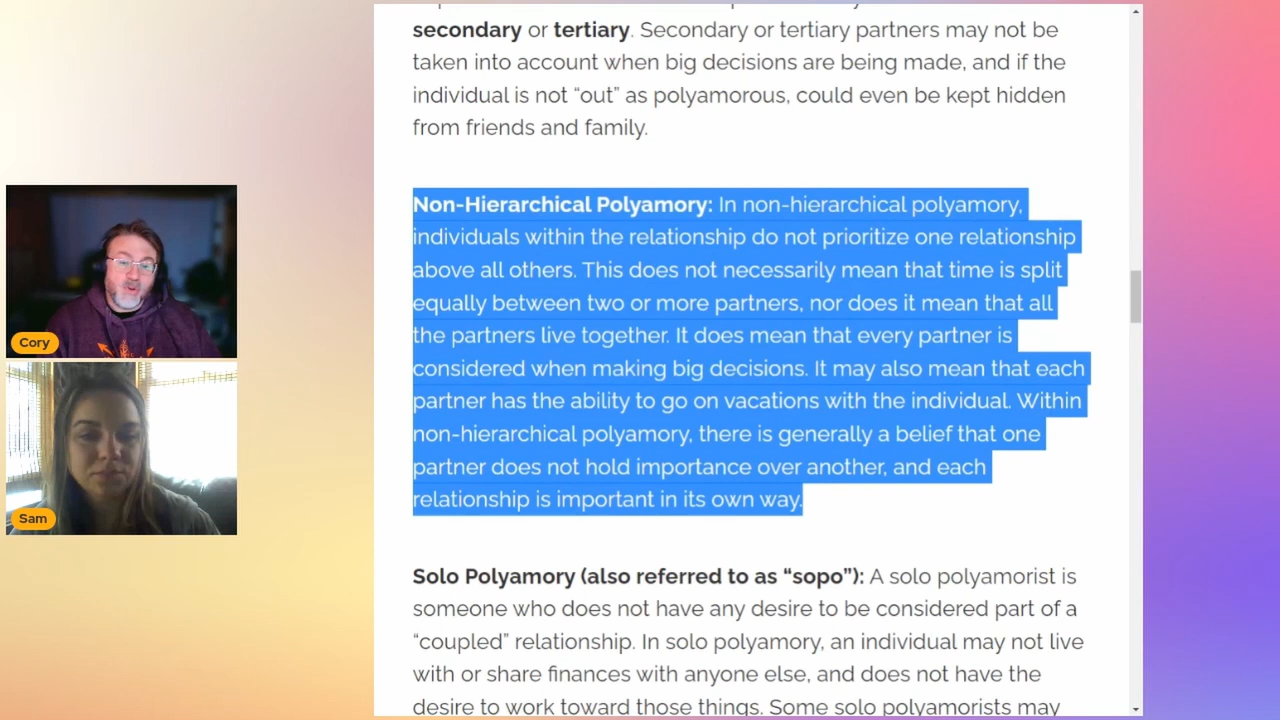 secondary or tertiary. Secondary or tertiary partners may not be
taken into account when big decisions are being made, and if the
individual is not “out” as polyamorous, could even be kept hidden
from friends and family.
Non-Hierarchical Polyamory: In non-hierarchical polyamory,
individuals within the relationship do not prioritize one relationship
above all others. This does not necessarily mean that time is split
equally between two or more partners, nor does it mean that all
the partners live together. It does mean that every partner is
considered when making big decisions. It may also mean that each
partner has the ability to go on vacations with the individual. Within
non-hierarchical polyamory, there is generally a belief that one
partner does not hold importance over another, and each
relationship is important in its own way.
Solo Polyamory (also referred to as “sopo”): A solo polyamorist is
someone who does not have any desire to be considered part of a
“coupled” relationship. In solo polyamory, an individual may not live
with or share finances with anyone else, and does not have the
desire to work toward those things. Some solo polyamorists may
Cory
Sam